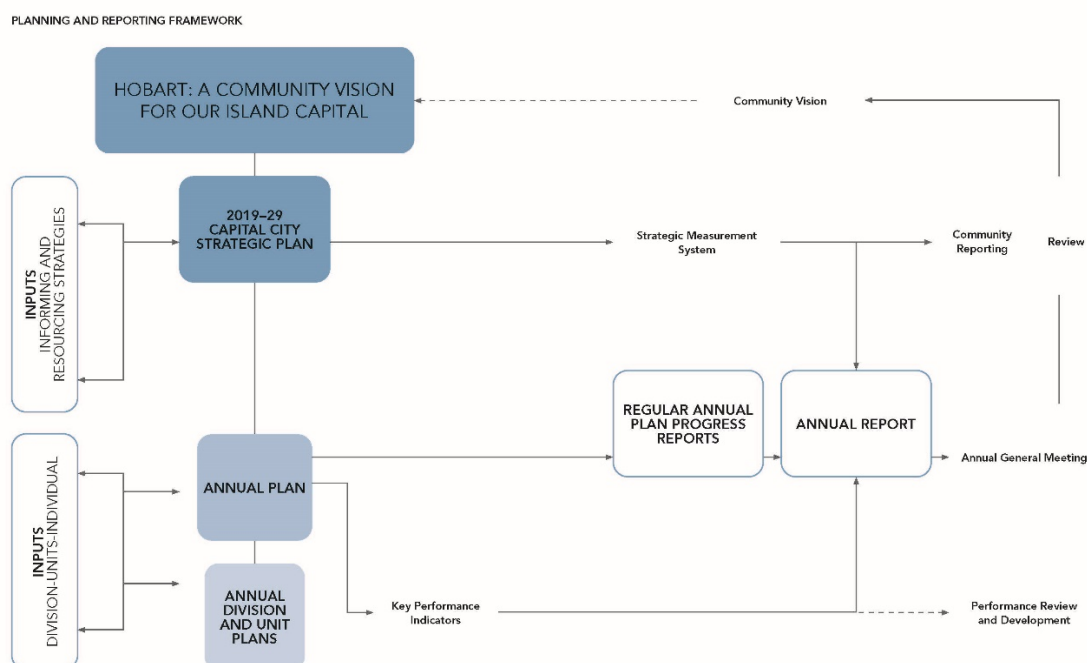 PLANNING AND REPORTING FRAMEWORK
HOBART: A COMMUNITY VISION
FOR OUR ISLAND CAPITAL
Community Vision
INPUTS
INFORMING AND
RESOURCING STRATEGIES
2019–29
CAPITAL CITY
STRATEGIC PLAN
Strategic Measurement
System
Community
Reporting
Review
REGULAR ANNUAL
PLAN PROGRESS
REPORTS
ANNUAL REPORT
Annual General Meeting
INPUTS
DIVISION-UNITS-INDIVIDUAL
ANNUAL PLAN
ANNUAL
DIVISION
AND UNIT
PLANS
Key Performance
Indicators
Performance Review
and Development